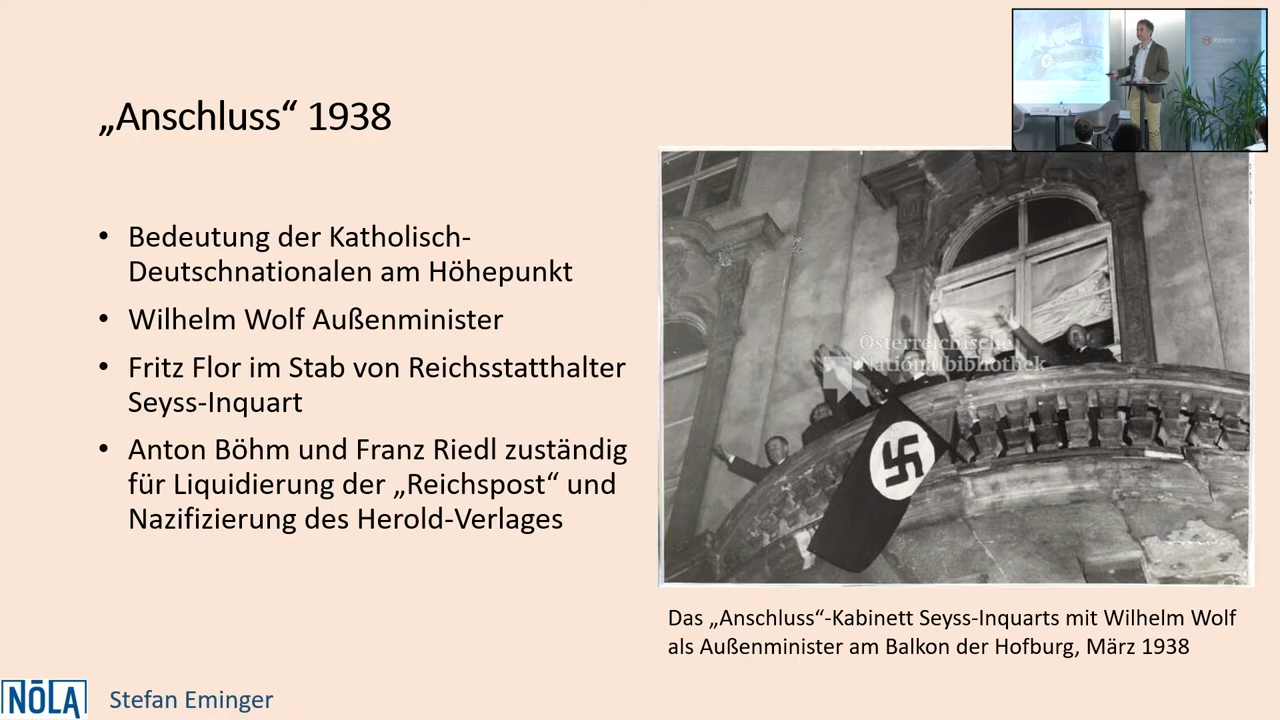 „Anschluss“ 1938
• Bedeutung der Katholisch-
Deutschnationalen am Höhepunkt
• Wilhelm Wolf Außenminister
• Fritz Flor im Stab von Reichsstatthalter
Seyss-Inquart
• Anton Böhm und Franz Riedl zuständig
für Liquidierung der „Reichspost“ und
Nazifizierung des Herold-Verlages
Österreichische
Nationalbibliothek
Das „Anschluss“-Kabinett Seyss-Inquarts mit Wilhelm Wolf
als Außenminister am Balkon der Hofburg, März 1938
NÖLA
Stefan Eminger